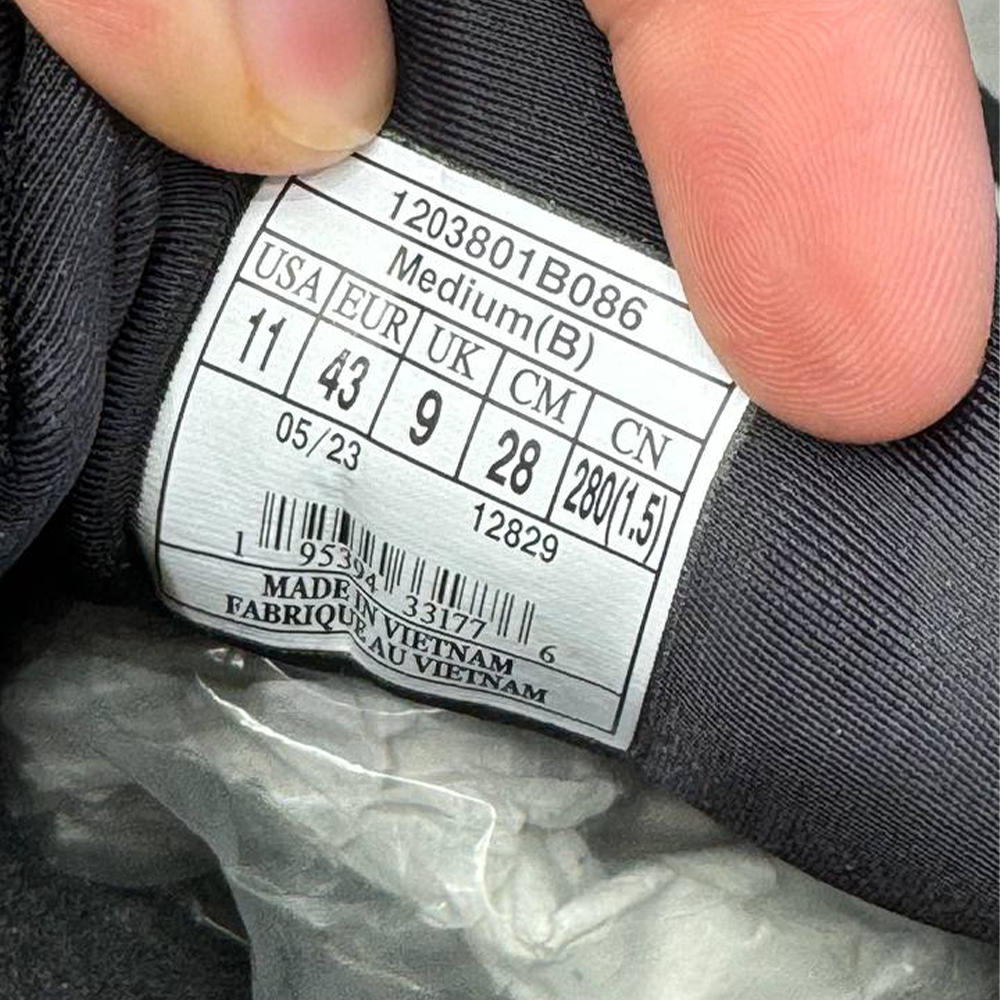 1203801B086
Medium(B)
USA EUR UK CM CN
11 43 9 28 280(1.5)
05/23
12829
1 95394 33177 6
MADE IN VIETNAM
FABRIQUE AU VIETNAM